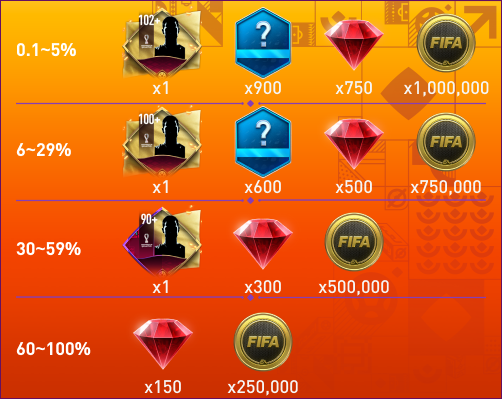 0.1~5%
102+
?
FIFA
x1
x900
x750
x1,000,000
6~29%
100+
?
FIFA
x1
x600
x500
x750,000
30~59%
90+
FIFA
x1
x300
x500,000
60~100%
FIFA
x150
x250,000